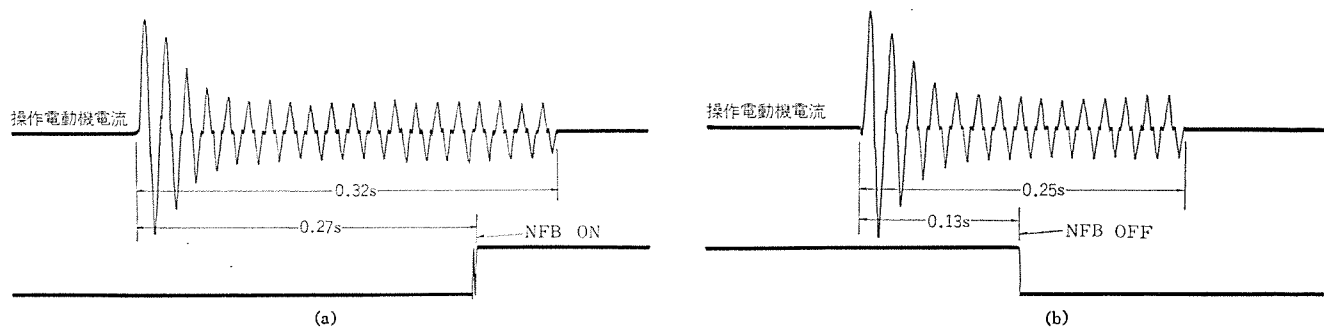 操作電動機電流
0.32s
0.27s
NFB ON
(a)
操作電動機電流
0.25s
0.13s
NFB OFF
(b)